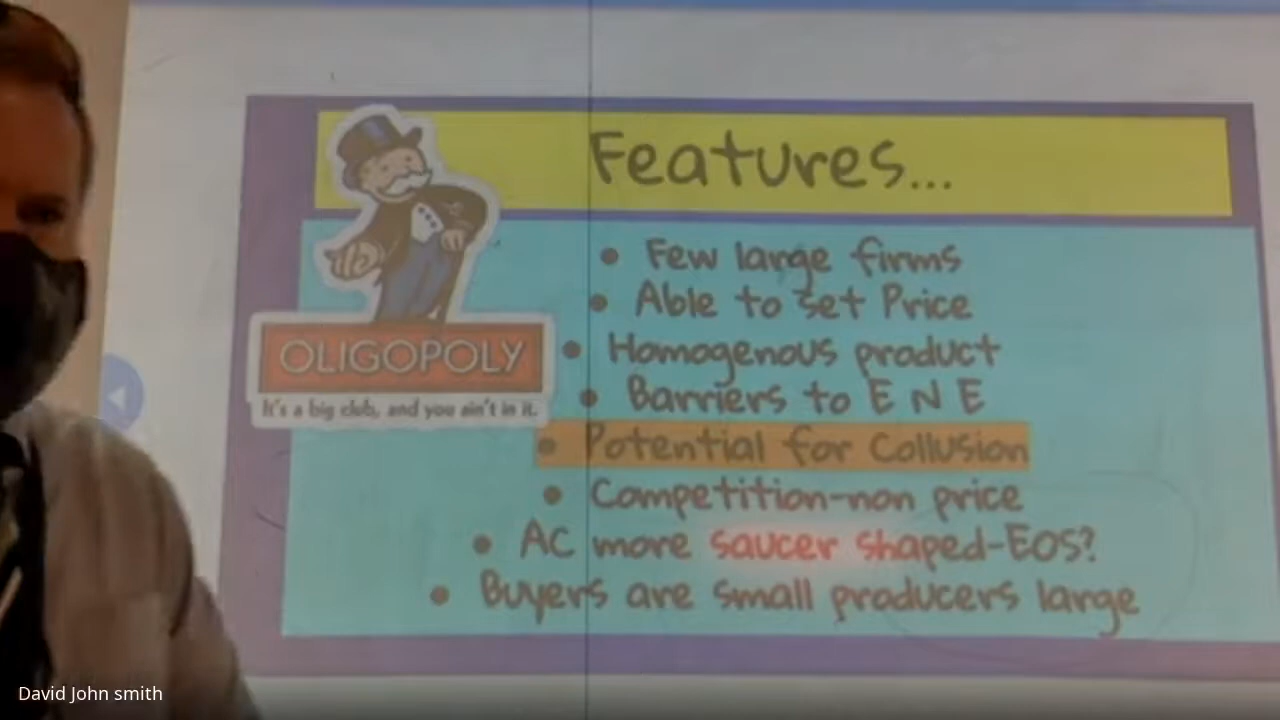 Features...
OLIGOPOLY
It's a big club, and you ain't in it.
• Few large firms
• Able to set Price
• Homogenous product
• Barriers to E N E
• Potential for Collusion
• Competition-non price
• AC more saucer shaped-EOS?
• Buyers are small producers large
David John smith